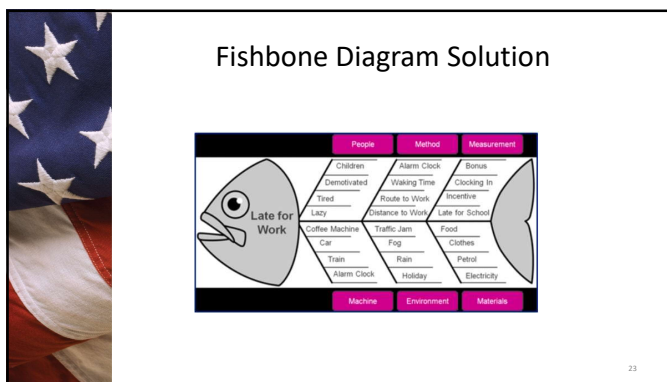 Fishbone Diagram Solution
People Method Measurement
Children Alarm Clock Bonus
Demotivated Waking Time Clocking In
Tired Route to Work Incentive
Lazy Distance to Work Late for School
Late for
Work
Coffee Machine Traffic Jam Food
Car Fog Clothes
Train Rain Petrol
Alarm Clock Holiday Electricity
Machine Environment Materials
23